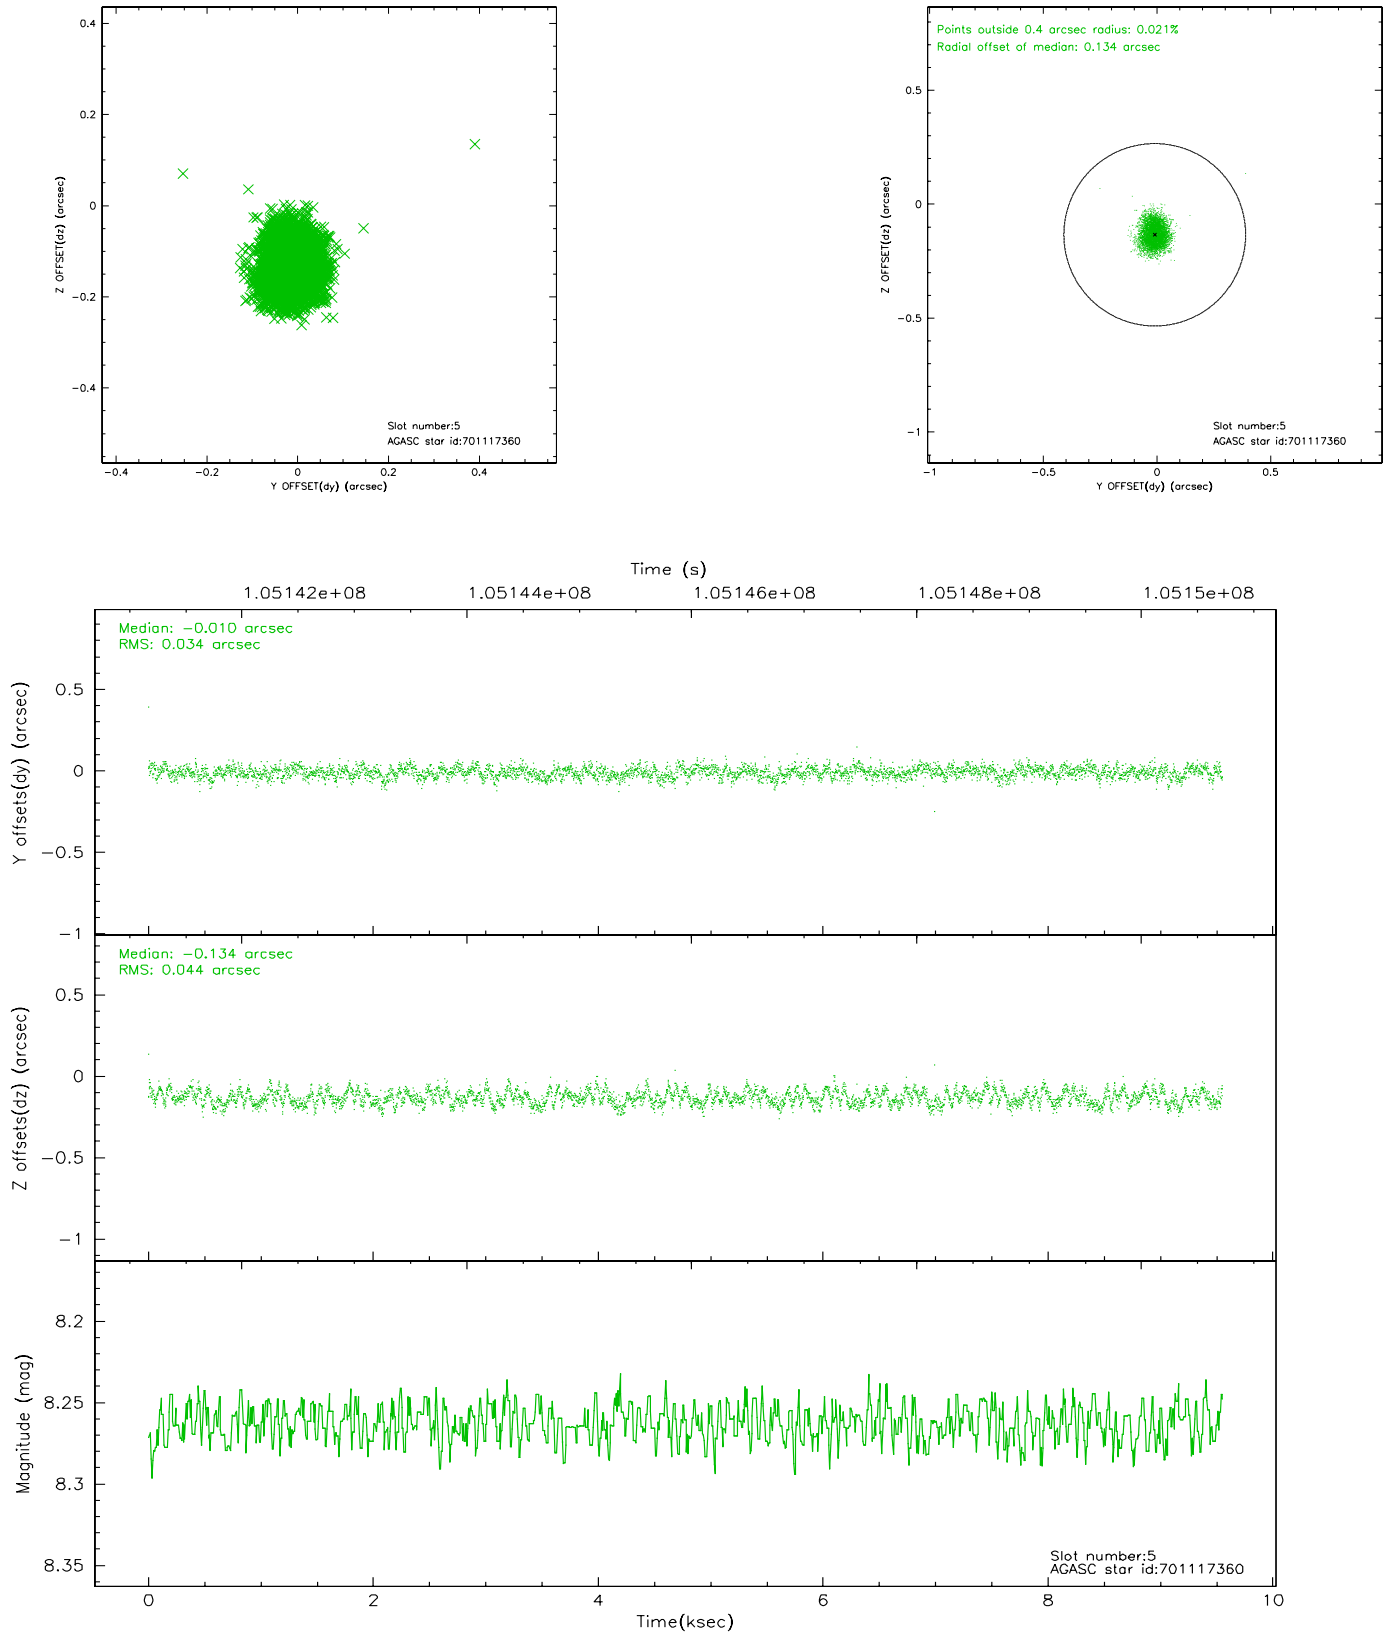 0.4
0.2
0
−0.2
−0.4
Z OFFSET(dz) (arcsec)
Slot number:5
AGASC star id:701117360
−0.4 −0.2 0 0.2 0.4
Y OFFSET(dy) (arcsec)
Points outside 0.4 arcsec radius: 0.021%
Radial offset of median: 0.134 arcsec
0.5
0
−0.5
−1
Z OFFSET(dz) (arcsec)
Slot number:5
AGASC star id:701117360
−1 −0.5 0 0.5
Y OFFSET(dy) (arcsec)
Time (s)
1.05142e+08 1.05144e+08 1.05146e+08 1.05148e+08 1.0515e+08
Median: −0.010 arcsec
RMS: 0.034 arcsec
0.5
0
−0.5
−1
Y offsets(dy) (arcsec)
Median: −0.134 arcsec
RMS: 0.044 arcsec
0.5
0
−0.5
−1
Z offsets(dz) (arcsec)
8.2
8.25
8.3
8.35
Magnitude (mag)
Slot number:5
AGASC star id:701117360
0 2 4 6 8 10
Time(ksec)